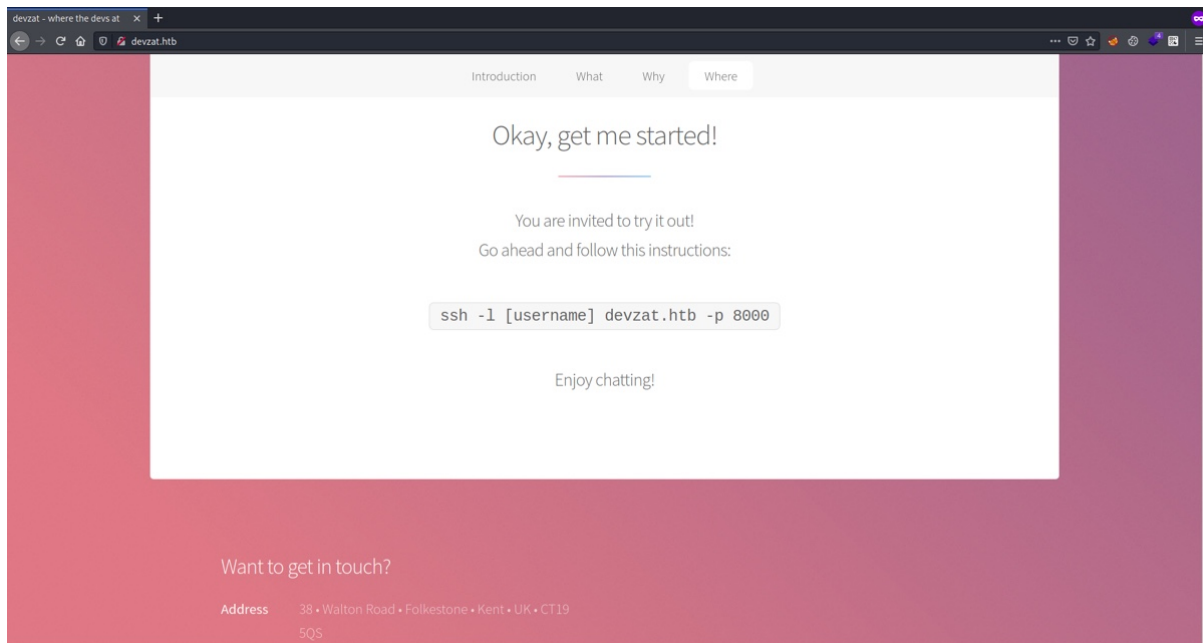 devzat - where the devs at
devzat.htb
Introduction What Why Where
Okay, get me started!
You are invited to try it out!
Go ahead and follow this instructions:
ssh -l [username] devzat.htb -p 8000
Enjoy chatting!
Want to get in touch?
Address 38 • Walton Road • Folkestone • Kent • UK • CT19
5QS